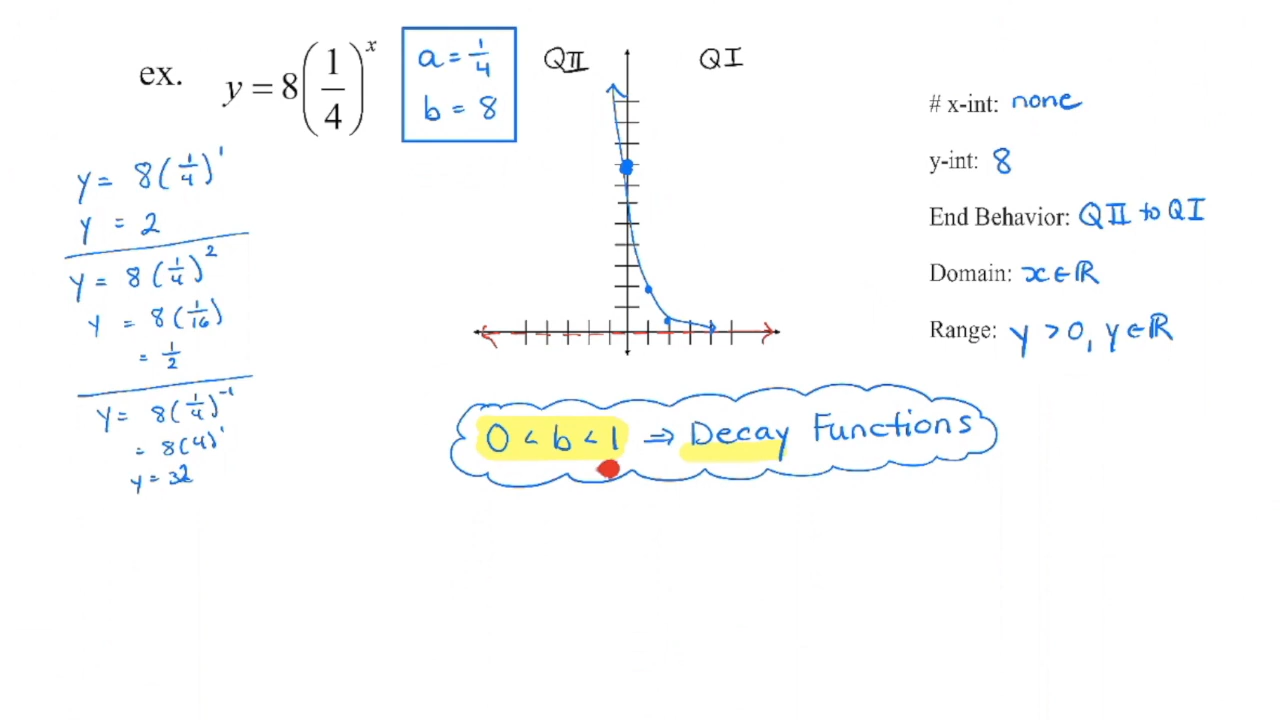 ex. y = 8(1/4)^x
a = 1/4
b = 8
y = 8(1/4)^1
y = 2
y = 8(1/4)^2
y = 8(1/16)
= 1/2
y = 8(1/4)^-1
= 8(4)^1
y = 32
QII QI
# x-int: none
y-int: 8
End Behavior: QII to QI
Domain: x ∈ ℝ
Range: y > 0, y ∈ ℝ
0 < b < 1 ⇒ Decay Functions